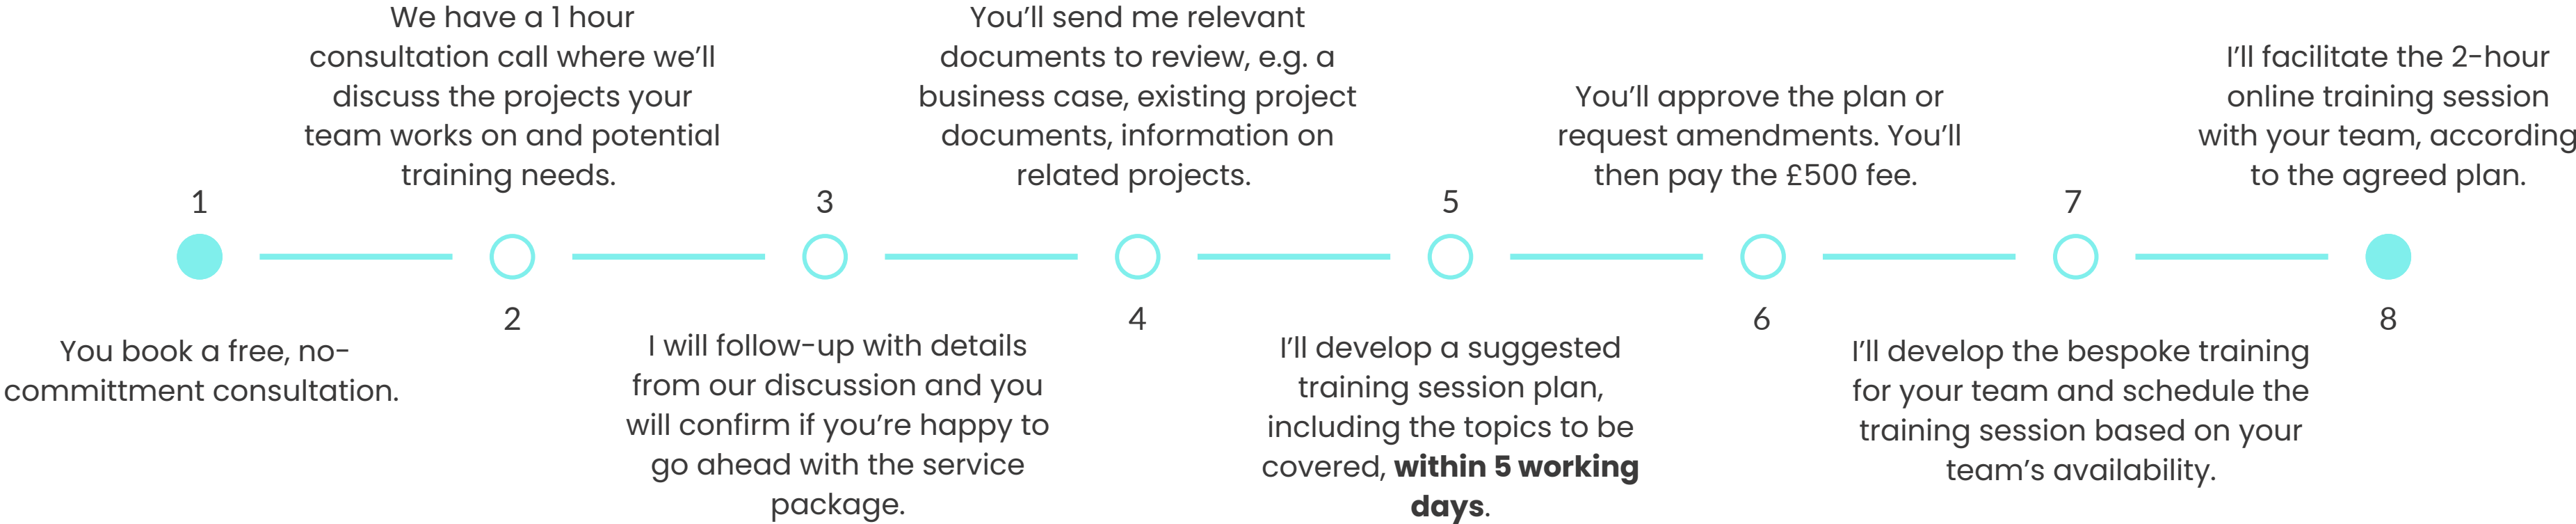 1
You book a free, no-
committment consultation.
We have a 1 hour
consultation call where we’ll
discuss the projects your
team works on and potential
training needs.
2
3
I will follow-up with details
from our discussion and you
will confirm if you’re happy to
go ahead with the service
package.
You’ll send me relevant
documents to review, e.g. a
business case, existing project
documents, information on
related projects.
4
5
I’ll develop a suggested
training session plan,
including the topics to be
covered, within 5 working
days.
You’ll approve the plan or
request amendments. You’ll
then pay the £500 fee.
6
7
I’ll develop the bespoke training
for your team and schedule the
training session based on your
team’s availability.
I’ll facilitate the 2-hour
online training session
with your team, according
to the agreed plan.
8